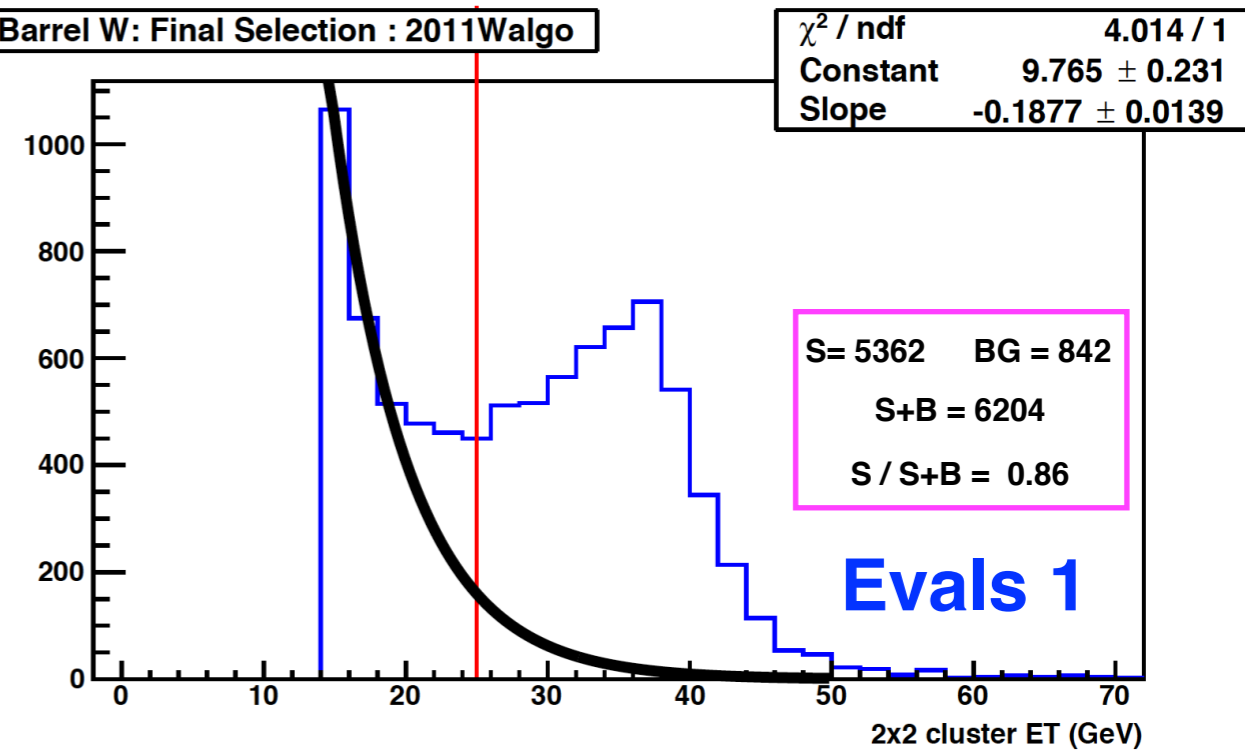 Barrel W: Final Selection : 2011Walgo
χ² / ndf 4.014 / 1
Constant 9.765 ± 0.231
Slope -0.1877 ± 0.0139
1000
800
600
400
200
0
S= 5362 BG = 842
S+B = 6204
S / S+B = 0.86
Evals 1
0 10 20 30 40 50 60 70
2x2 cluster ET (GeV)